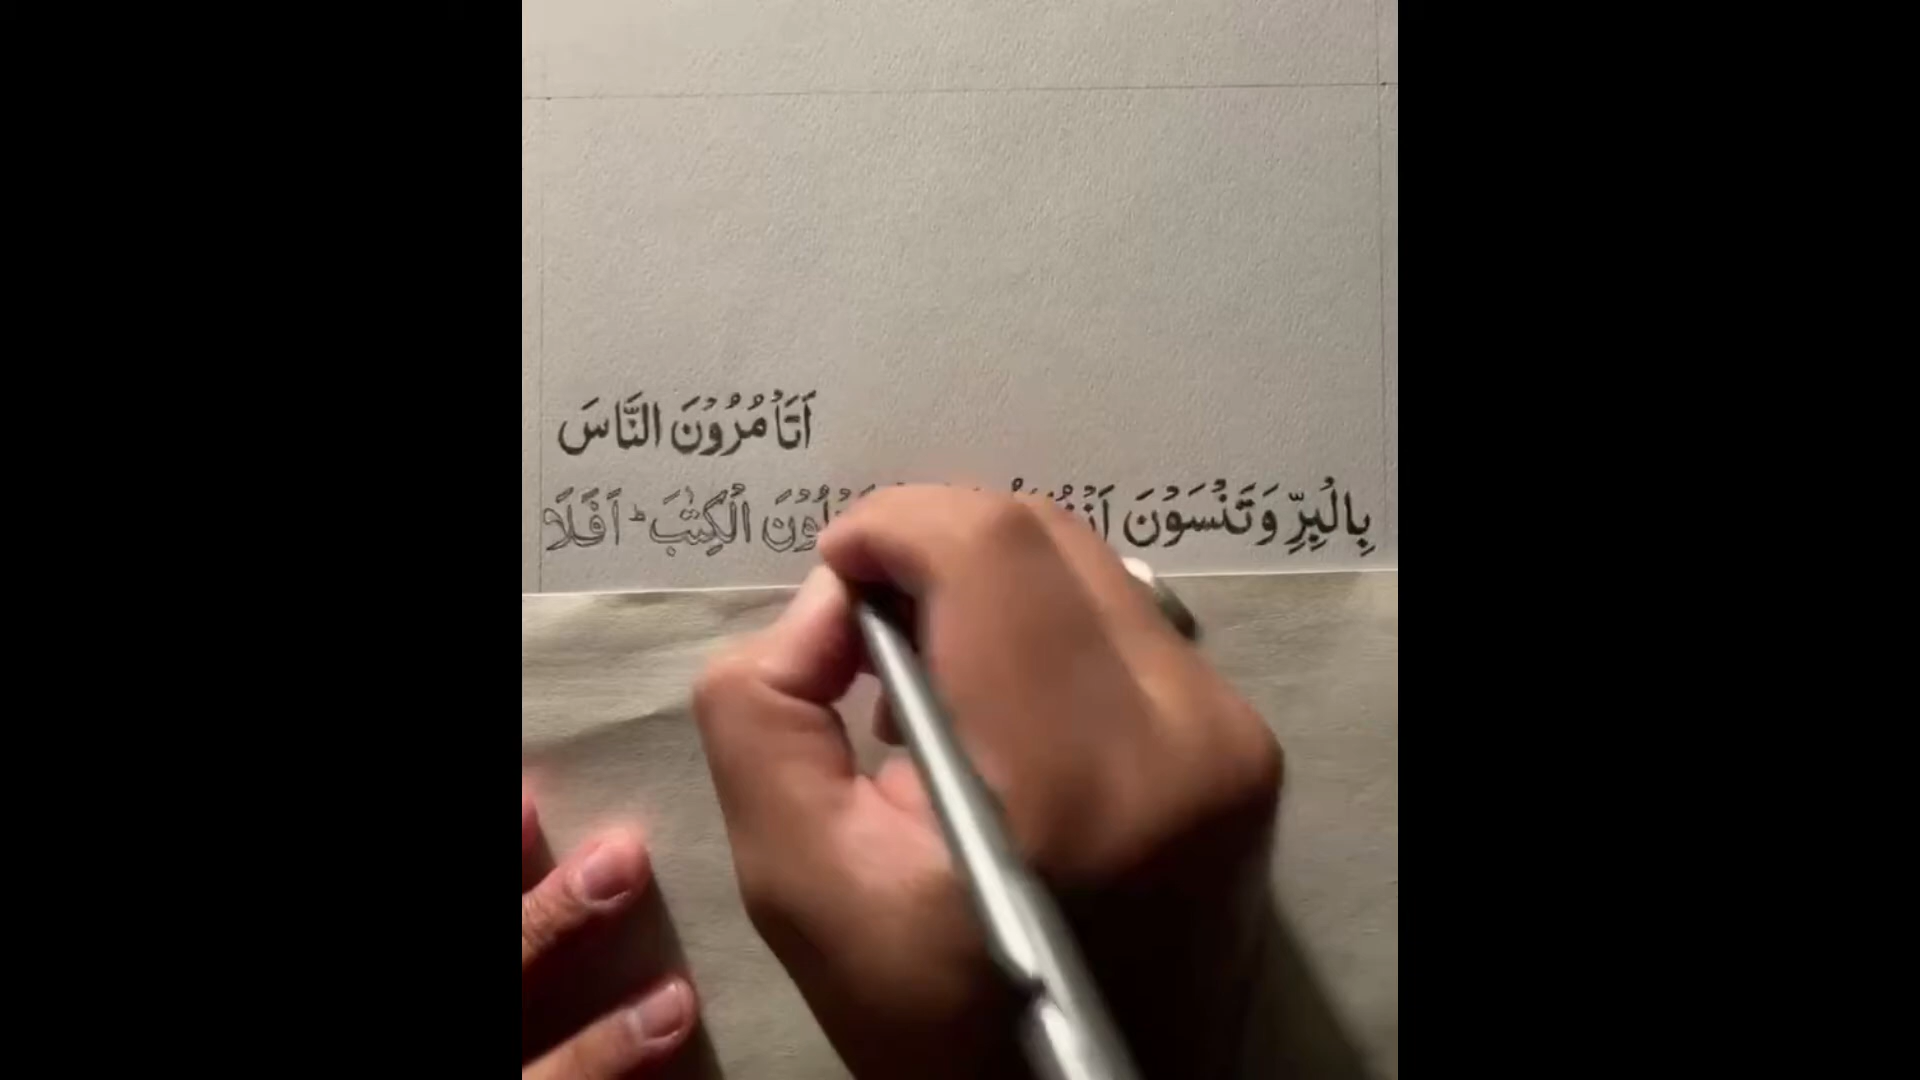 اَتَاْمُرُوْنَ النَّاسَ
بِالْبِرِّ وَتَنْسَوْنَ الْكِتٰبَ ؕ اَفَلَا